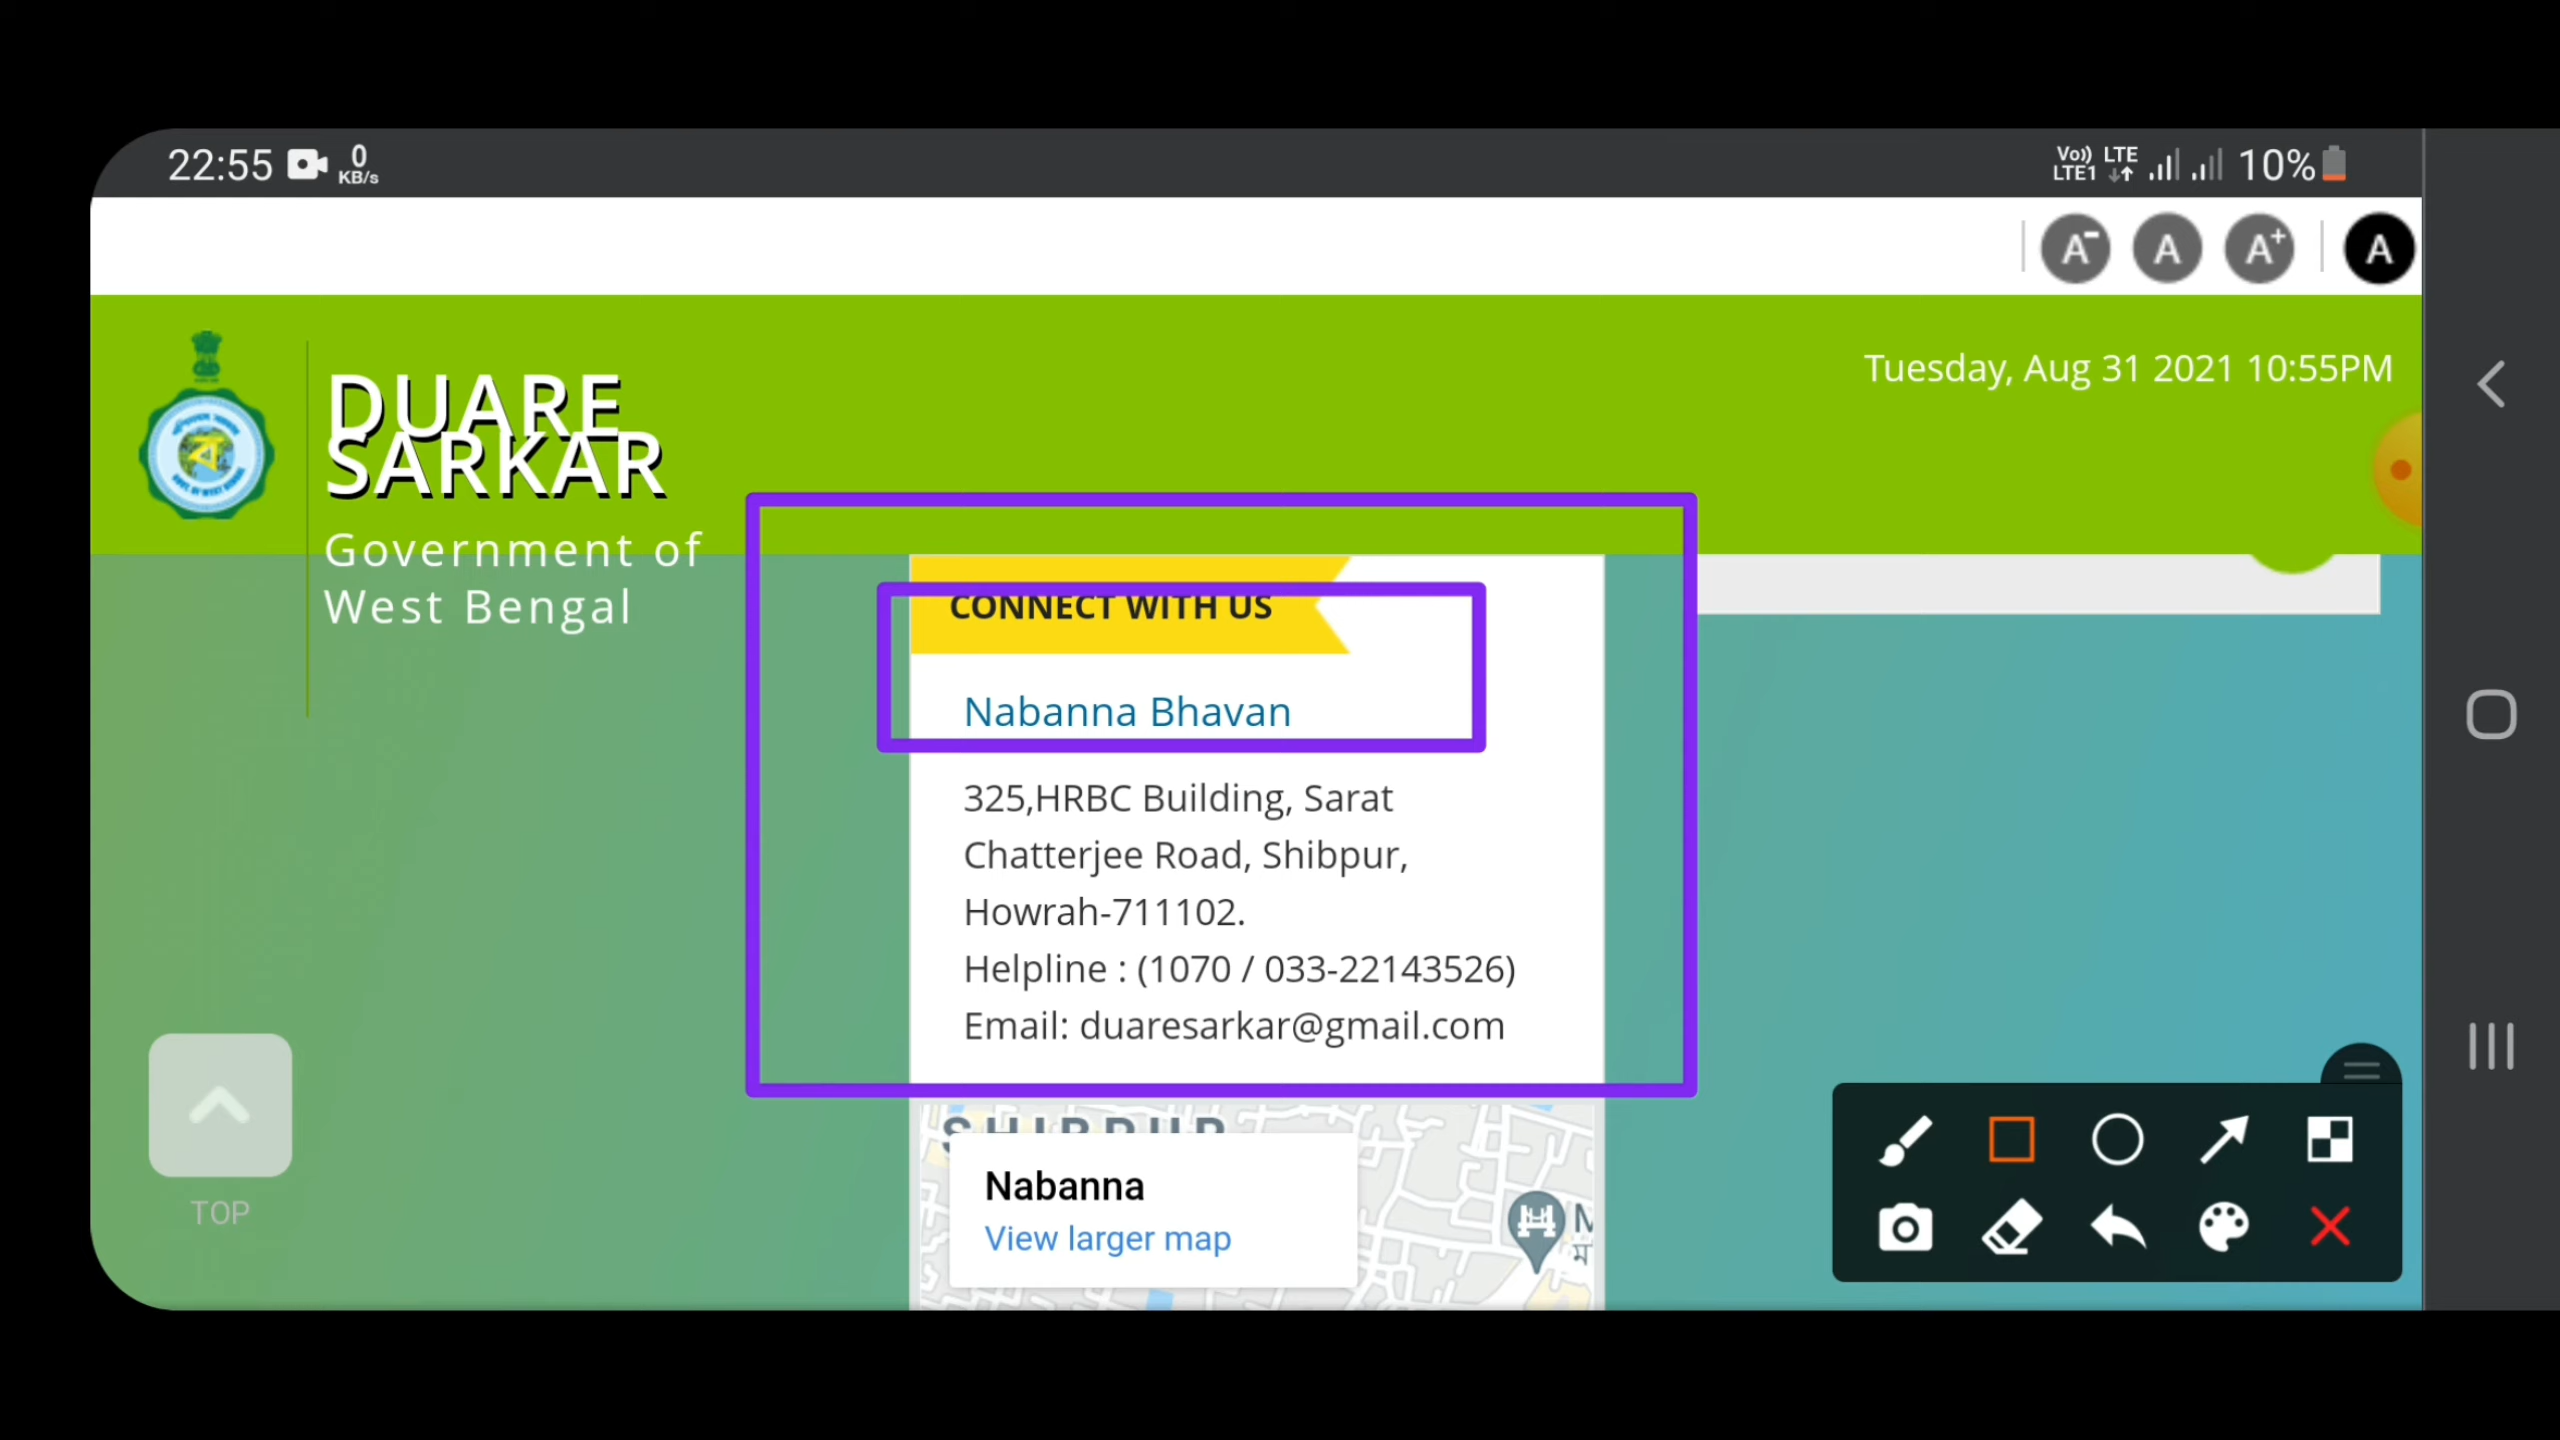 22:55 0 KB/s
Vo)) LTE1 LTE 10%
A- A A+ A
Tuesday, Aug 31 2021 10:55PM
DUARE
SARKAR
Government of
West Bengal
CONNECT WITH US
Nabanna Bhavan
325,HRBC Building, Sarat
Chatterjee Road, Shibpur,
Howrah-711102.
Helpline : (1070 / 033-22143526)
Email: duaresarkar@gmail.com
SHIBPUR
Nabanna
View larger map
TOP